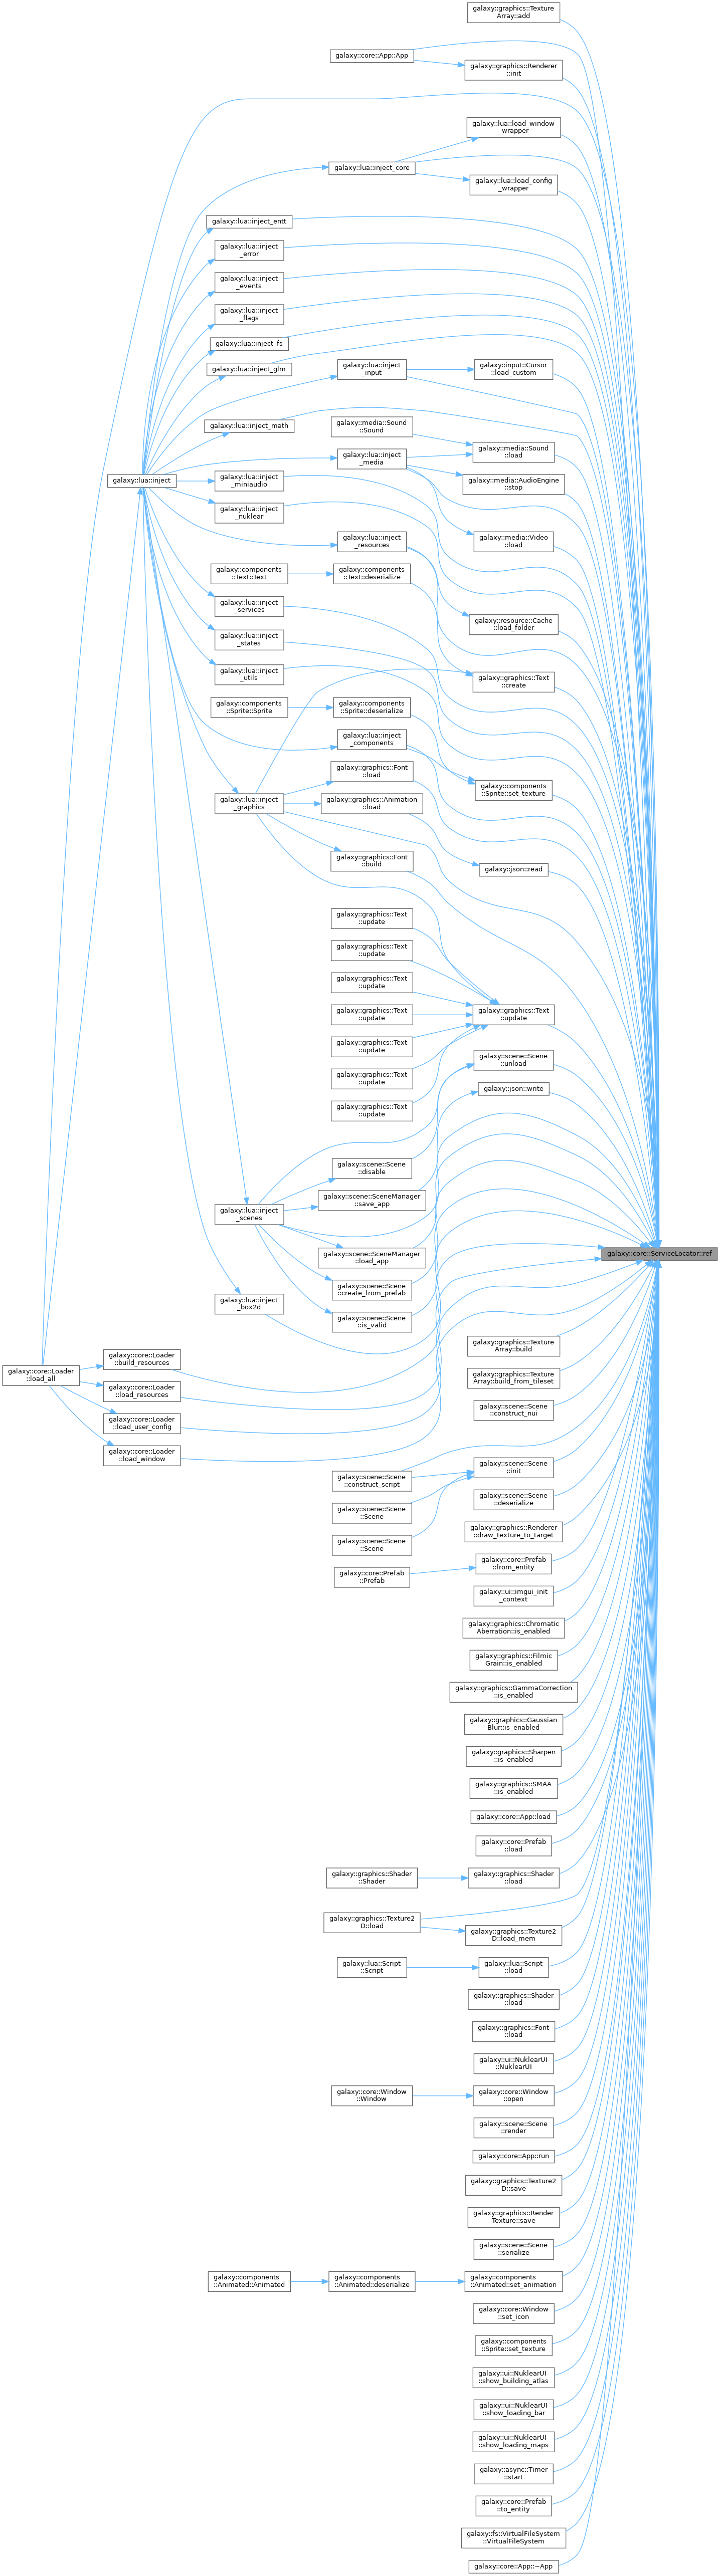 galaxy::graphics::Texture
Array::add
galaxy::core::App::App
galaxy::graphics::Renderer
::init
galaxy::lua::load_window
_wrapper
galaxy::lua::inject_core
galaxy::lua::load_config
_wrapper
galaxy::lua::inject_entt
galaxy::lua::inject
_error
galaxy::lua::inject
_events
galaxy::lua::inject
_flags
galaxy::lua::inject_fs
galaxy::lua::inject_glm
galaxy::lua::inject
_input
galaxy::input::Cursor
::load_custom
galaxy::lua::inject_math
galaxy::media::Sound
::Sound
galaxy::media::Sound
::load
galaxy::lua::inject
_media
galaxy::lua::inject
galaxy::lua::inject
_miniaudio
galaxy::media::AudioEngine
::stop
galaxy::lua::inject
_nuklear
galaxy::lua::inject
_resources
galaxy::media::Video
::load
galaxy::components
::Text::Text
galaxy::components
::Text::deserialize
galaxy::lua::inject
_services
galaxy::resource::Cache
::load_folder
galaxy::lua::inject
_states
galaxy::lua::inject
_utils
galaxy::graphics::Text
::create
galaxy::components
::Sprite::Sprite
galaxy::components
::Sprite::deserialize
galaxy::lua::inject
_components
galaxy::graphics::Font
::load
galaxy::components
::Sprite::set_texture
galaxy::lua::inject
_graphics
galaxy::graphics::Animation
::load
galaxy::graphics::Font
::build
galaxy::json::read
galaxy::graphics::Text
::update
galaxy::graphics::Text
::update
galaxy::graphics::Text
::update
galaxy::graphics::Text
::update
galaxy::graphics::Text
::update
galaxy::graphics::Text
::update
galaxy::graphics::Text
::update
galaxy::graphics::Text
::update
galaxy::scene::Scene
::unload
galaxy::json::write
galaxy::scene::Scene
::disable
galaxy::scene::SceneManager
::save_app
galaxy::lua::inject
_scenes
galaxy::scene::SceneManager
::load_app
galaxy::core::ServiceLocator::ref
galaxy::scene::Scene
::create_from_prefab
galaxy::lua::inject
_box2d
galaxy::scene::Scene
::is_valid
galaxy::graphics::Texture
Array::build
galaxy::core::Loader
::build_resources
galaxy::core::Loader
::load_all
galaxy::graphics::Texture
Array::build_from_tileset
galaxy::core::Loader
::load_resources
galaxy::scene::Scene
::construct_nui
galaxy::core::Loader
::load_user_config
galaxy::core::Loader
::load_window
galaxy::scene::Scene
::init
galaxy::scene::Scene
::construct_script
galaxy::scene::Scene
::deserialize
galaxy::scene::Scene
::Scene
galaxy::graphics::Renderer
::draw_texture_to_target
galaxy::scene::Scene
::Scene
galaxy::core::Prefab
::from_entity
galaxy::core::Prefab
::Prefab
galaxy::ui::imgui_init
_context
galaxy::graphics::Chromatic
Aberration::is_enabled
galaxy::graphics::Filmic
Grain::is_enabled
galaxy::graphics::GammaCorrection
::is_enabled
galaxy::graphics::Gaussian
Blur::is_enabled
galaxy::graphics::Sharpen
::is_enabled
galaxy::graphics::SMAA
::is_enabled
galaxy::core::App::load
galaxy::core::Prefab
::load
galaxy::graphics::Shader
::Shader
galaxy::graphics::Shader
::load
galaxy::graphics::Texture2
D::load
galaxy::graphics::Texture2
D::load_mem
galaxy::lua::Script
::Script
galaxy::lua::Script
::load
galaxy::graphics::Shader
::load
galaxy::graphics::Font
::load
galaxy::ui::NuklearUI
::NuklearUI
galaxy::core::Window
::Window
galaxy::core::Window
::open
galaxy::scene::Scene
::render
galaxy::core::App::run
galaxy::graphics::Texture2
D::save
galaxy::graphics::Render
Texture::save
galaxy::scene::Scene
::serialize
galaxy::components
::Animated::Animated
galaxy::components
::Animated::deserialize
galaxy::components
::Animated::set_animation
galaxy::core::Window
::set_icon
galaxy::components
::Sprite::set_texture
galaxy::ui::NuklearUI
::show_building_atlas
galaxy::ui::NuklearUI
::show_loading_bar
galaxy::ui::NuklearUI
::show_loading_maps
galaxy::async::Timer
::start
galaxy::core::Prefab
::to_entity
galaxy::fs::VirtualFileSystem
::VirtualFileSystem
galaxy::core::App::~App